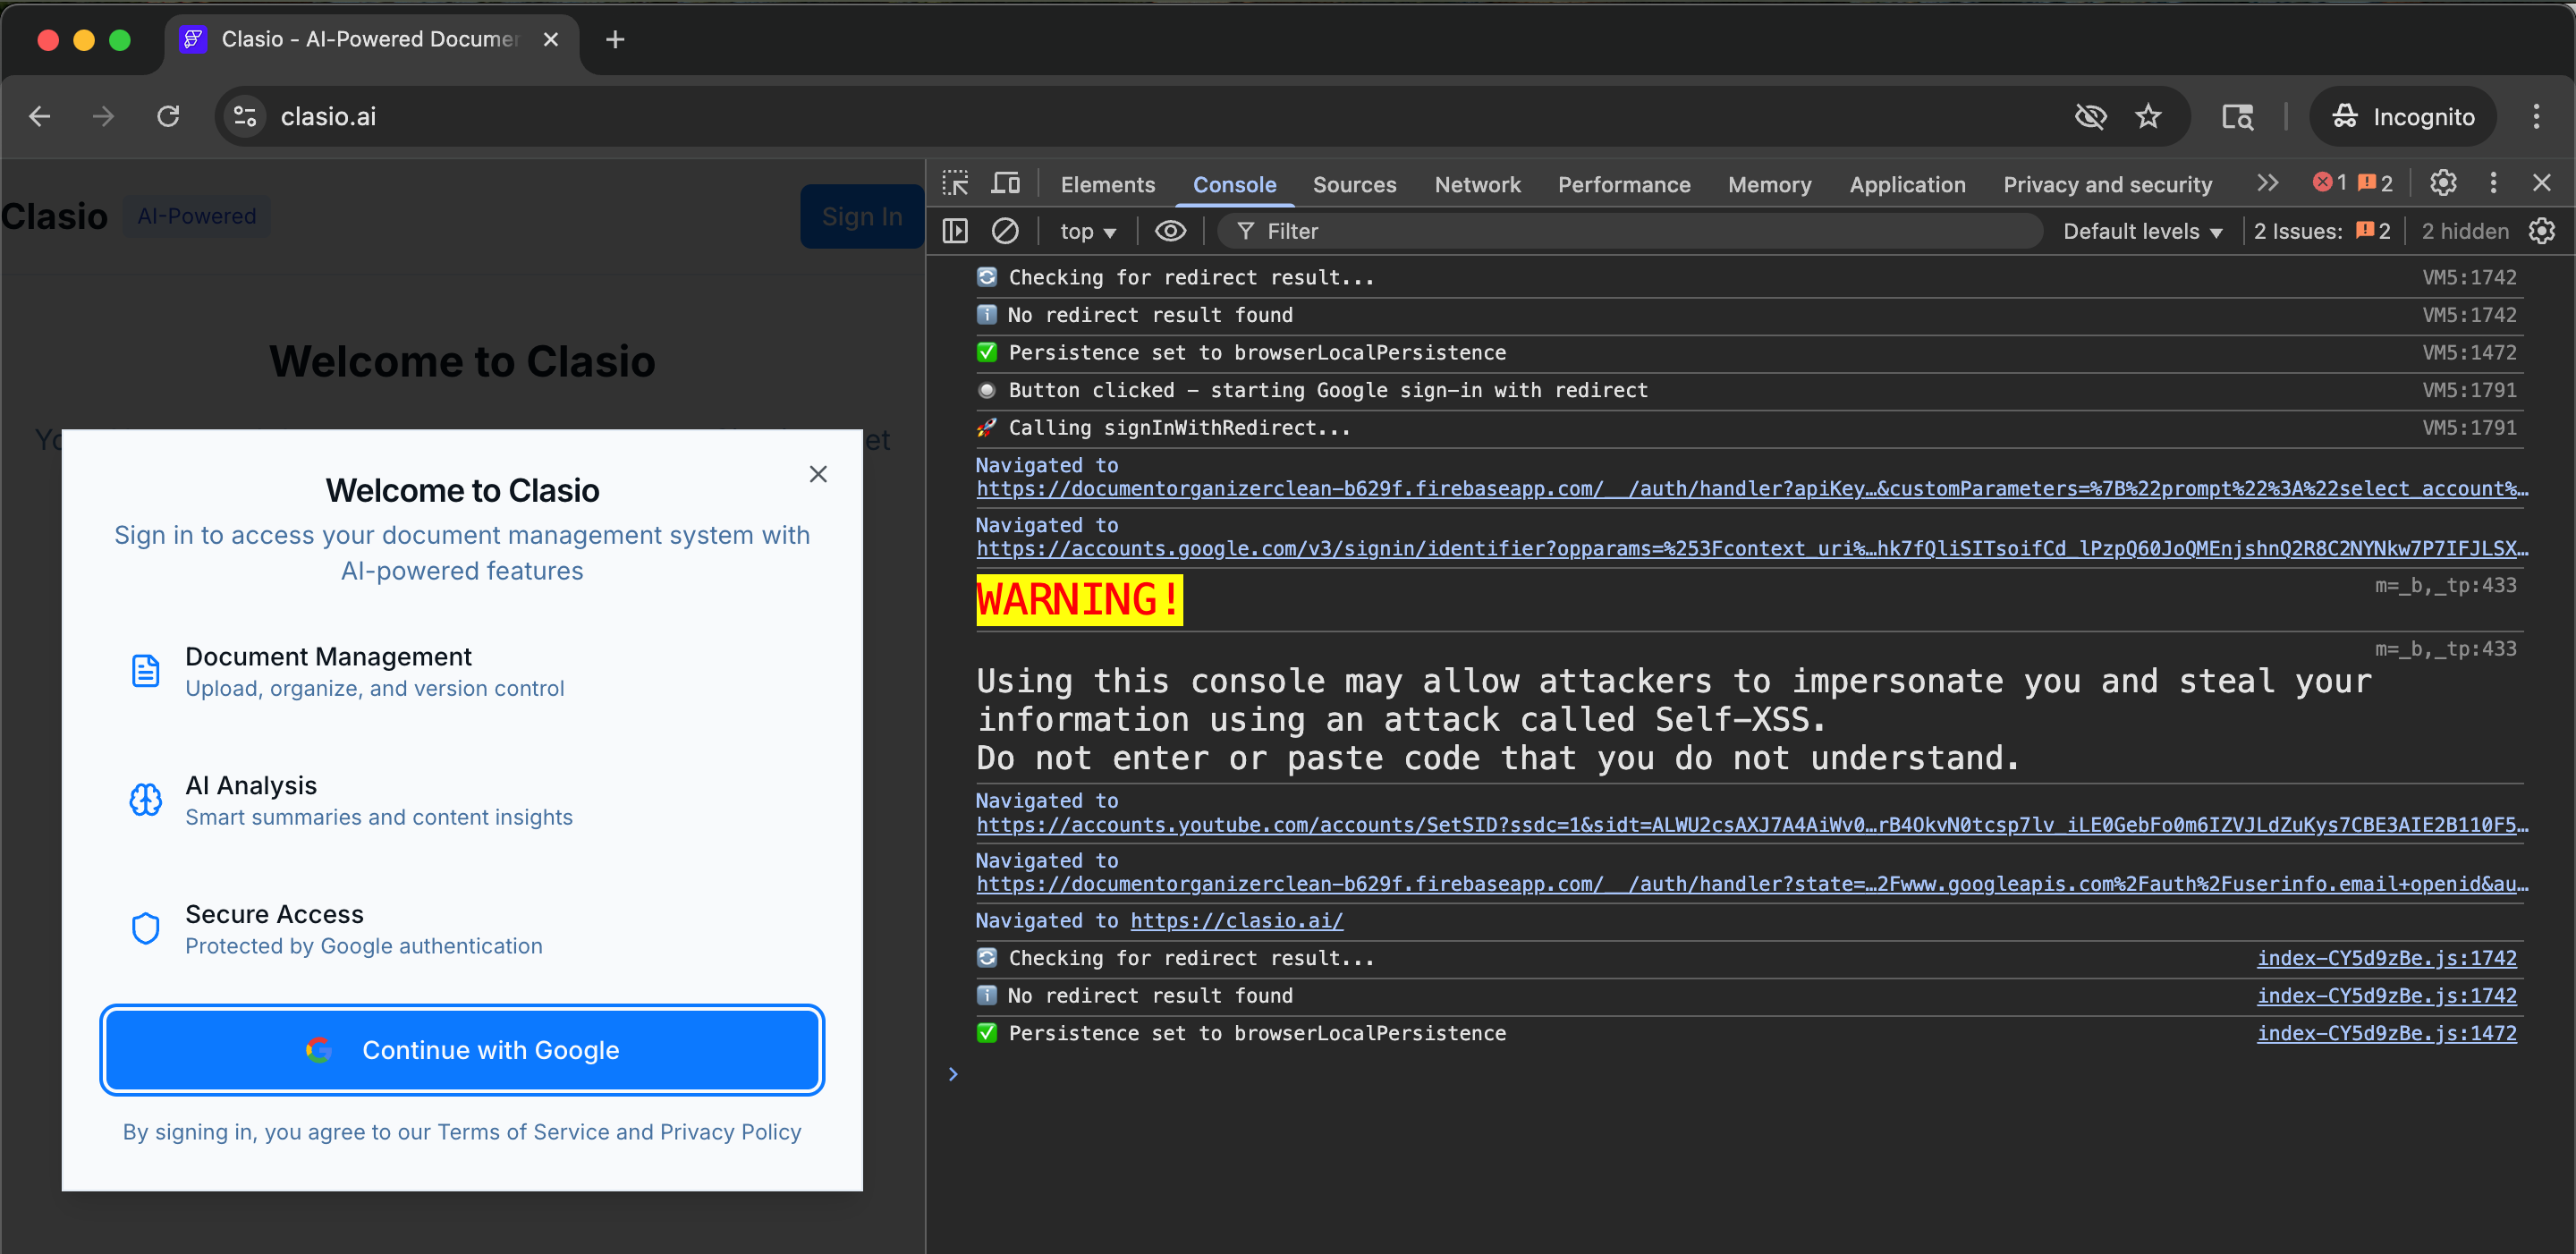 Clasio - AI-Powered Documen
clasio.ai
Incognito
Clasio
AI-Powered
Sign In
Welcome to Clasio
Yo
et
Welcome to Clasio
Sign in to access your document management system with
AI-powered features
Document Management
Upload, organize, and version control
AI Analysis
Smart summaries and content insights
Secure Access
Protected by Google authentication
Continue with Google
By signing in, you agree to our Terms of Service and Privacy Policy
Elements Console Sources Network Performance Memory Application Privacy and security 1 2
top Filter Default levels 2 Issues: 2 2 hidden
Checking for redirect result... VM5:1742
No redirect result found VM5:1742
Persistence set to browserLocalPersistence VM5:1472
Button clicked - starting Google sign-in with redirect VM5:1791
Calling signInWithRedirect... VM5:1791
Navigated to
https://documentorganizerclean-b629f.firebaseapp.com/__/auth/handler?apiKey…&customParameters=%7B%22prompt%22%3A%22select_account%…
Navigated to
https://accounts.google.com/v3/signin/identifier?opparams=%253Fcontext_uri%…hk7fQliSITsoifCd_lPzpQ60JoQMEnjshnQ2R8C2NYNkw7P7IFJLSX…
WARNING! m=_b,_tp:433
m=_b,_tp:433
Using this console may allow attackers to impersonate you and steal your
information using an attack called Self-XSS.
Do not enter or paste code that you do not understand.
Navigated to
https://accounts.youtube.com/accounts/SetSID?ssdc=1&sidt=ALWU2csAXJ7A4AiWv0…rB4OkvN0tcsp7lv_iLE0GebFo0m6IZVJLdZuKys7CBE3AIE2B110F5…
Navigated to
https://documentorganizerclean-b629f.firebaseapp.com/__/auth/handler?state=…2Fwww.googleapis.com%2Fauth%2Fuserinfo.email+openid&au…
Navigated to https://clasio.ai/
Checking for redirect result... index-CY5d9zBe.js:1742
No redirect result found index-CY5d9zBe.js:1742
Persistence set to browserLocalPersistence index-CY5d9zBe.js:1472